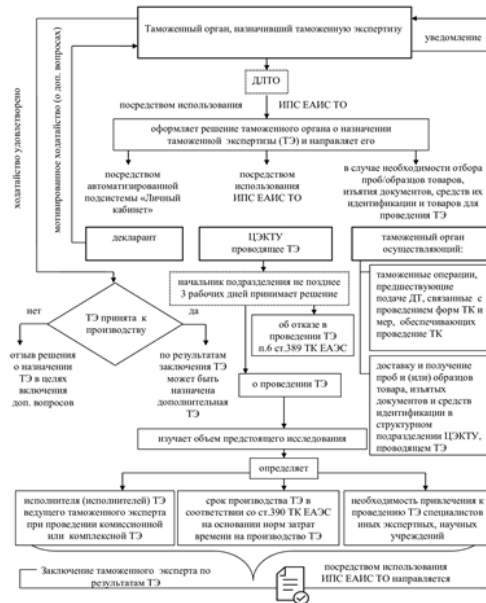 Таможенный орган, назначивший таможенную экспертизу
уведомление
ходатайство удовлетворено
мотивированное ходатайство (о доп. вопросах)
ДЛТО
посредством использования
ИПС ЕАИС ТО
оформляет решение таможенного органа о назначении
таможенной экспертизы (ТЭ) и направляет его
посредством
автоматизированной
подсистемы «Личный
кабинет»
посредством
использования
ИПС ЕАИС ТО
в случае необходимости отбора
проб/образцов товаров,
изъятия документов, средств их
идентификации и товаров для
проведения ТЭ
декларант
ЦЭКТУ
проводящее ТЭ
таможенный орган
осуществляющий:
начальник подразделения не позднее
3 рабочих дней принимает решение
таможенные операции,
предшествующие
подаче ДТ, связанные с
проведением форм ТК и
мер, обеспечивающих
проведение ТК
нет
ТЭ принята к
производству
да
об отказе в
проведении ТЭ
п.6 ст.389 ТК ЕАЭС
отзыв решения
о назначении
ТЭ в целях
включения
доп. вопросов
по результатам
заключения ТЭ
может быть
назначена
дополнительная
ТЭ
о проведении ТЭ
доставку и получение
проб и (или) образцов
товара, изъятых
документов и средств
идентификации в
структурном
подразделении ЦЭКТУ,
проводящем ТЭ
изучает объем предстоящего исследования
определяет
исполнителя (исполнителей) ТЭ
ведущего таможенного эксперта
при проведении комиссионной
или комплексной ТЭ
срок производства ТЭ в
соответствии со ст.390 ТК ЕАЭС
на основании норм затрат
времени на производство ТЭ
необходимость привлечения к
проведению ТЭ специалистов
иных экспертных, научных
учреждений
Заключение таможенного эксперта по
результатам ТЭ
посредством использования
ИПС ЕАИС ТО направляется